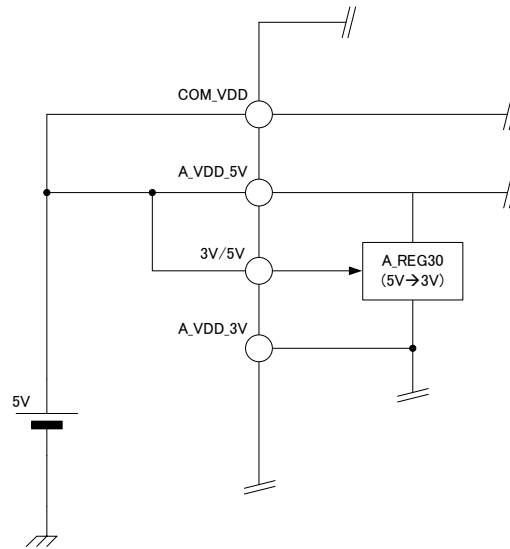 COM_VDD
A_VDD_5V
3V/5V
A_REG30
(5V→3V)
A_VDD_3V
5V